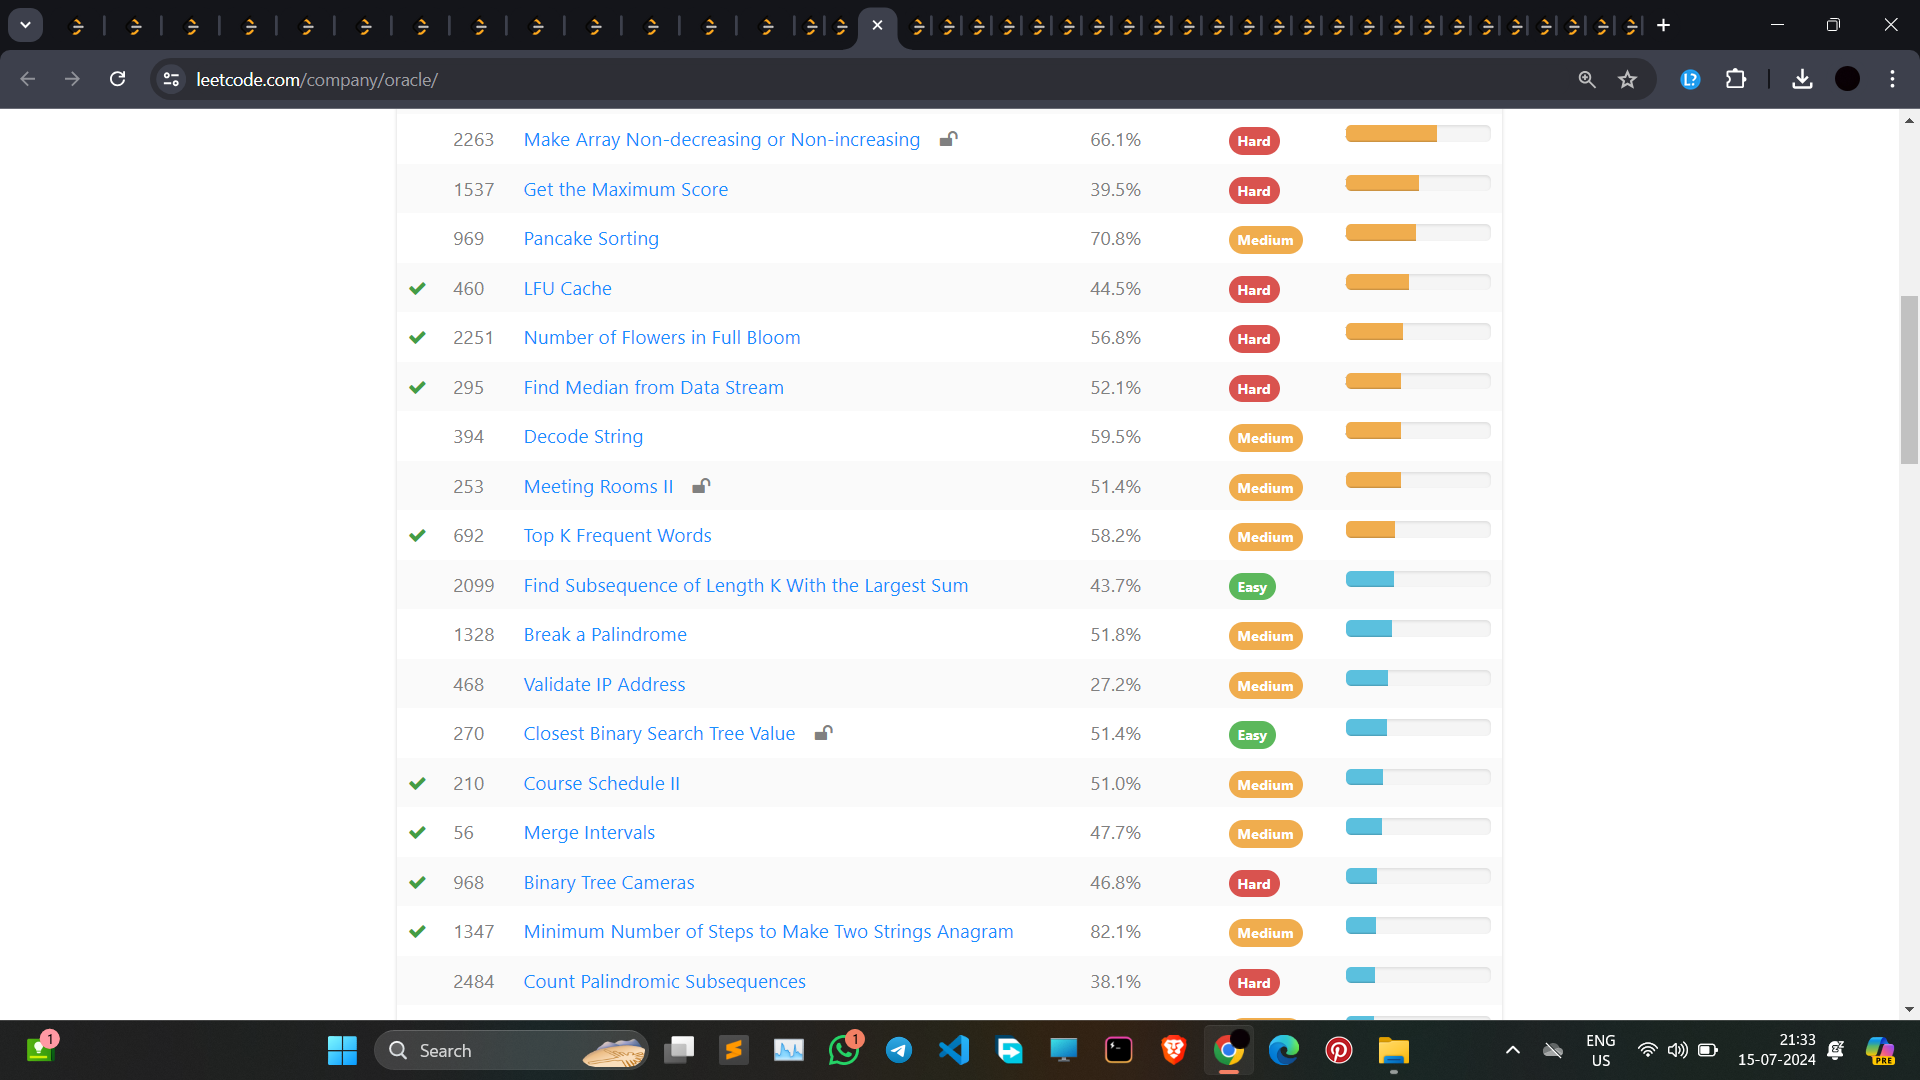 leetcode.com/company/oracle/
2263 Make Array Non-decreasing or Non-increasing 66.1% Hard
1537 Get the Maximum Score 39.5% Hard
969 Pancake Sorting 70.8% Medium
460 LFU Cache 44.5% Hard
2251 Number of Flowers in Full Bloom 56.8% Hard
295 Find Median from Data Stream 52.1% Hard
394 Decode String 59.5% Medium
253 Meeting Rooms II 51.4% Medium
692 Top K Frequent Words 58.2% Medium
2099 Find Subsequence of Length K With the Largest Sum 43.7% Easy
1328 Break a Palindrome 51.8% Medium
468 Validate IP Address 27.2% Medium
270 Closest Binary Search Tree Value 51.4% Easy
210 Course Schedule II 51.0% Medium
56 Merge Intervals 47.7% Medium
968 Binary Tree Cameras 46.8% Hard
1347 Minimum Number of Steps to Make Two Strings Anagram 82.1% Medium
2484 Count Palindromic Subsequences 38.1% Hard
1
Search
1
ENG
US
21:33
15-07-2024
PRE